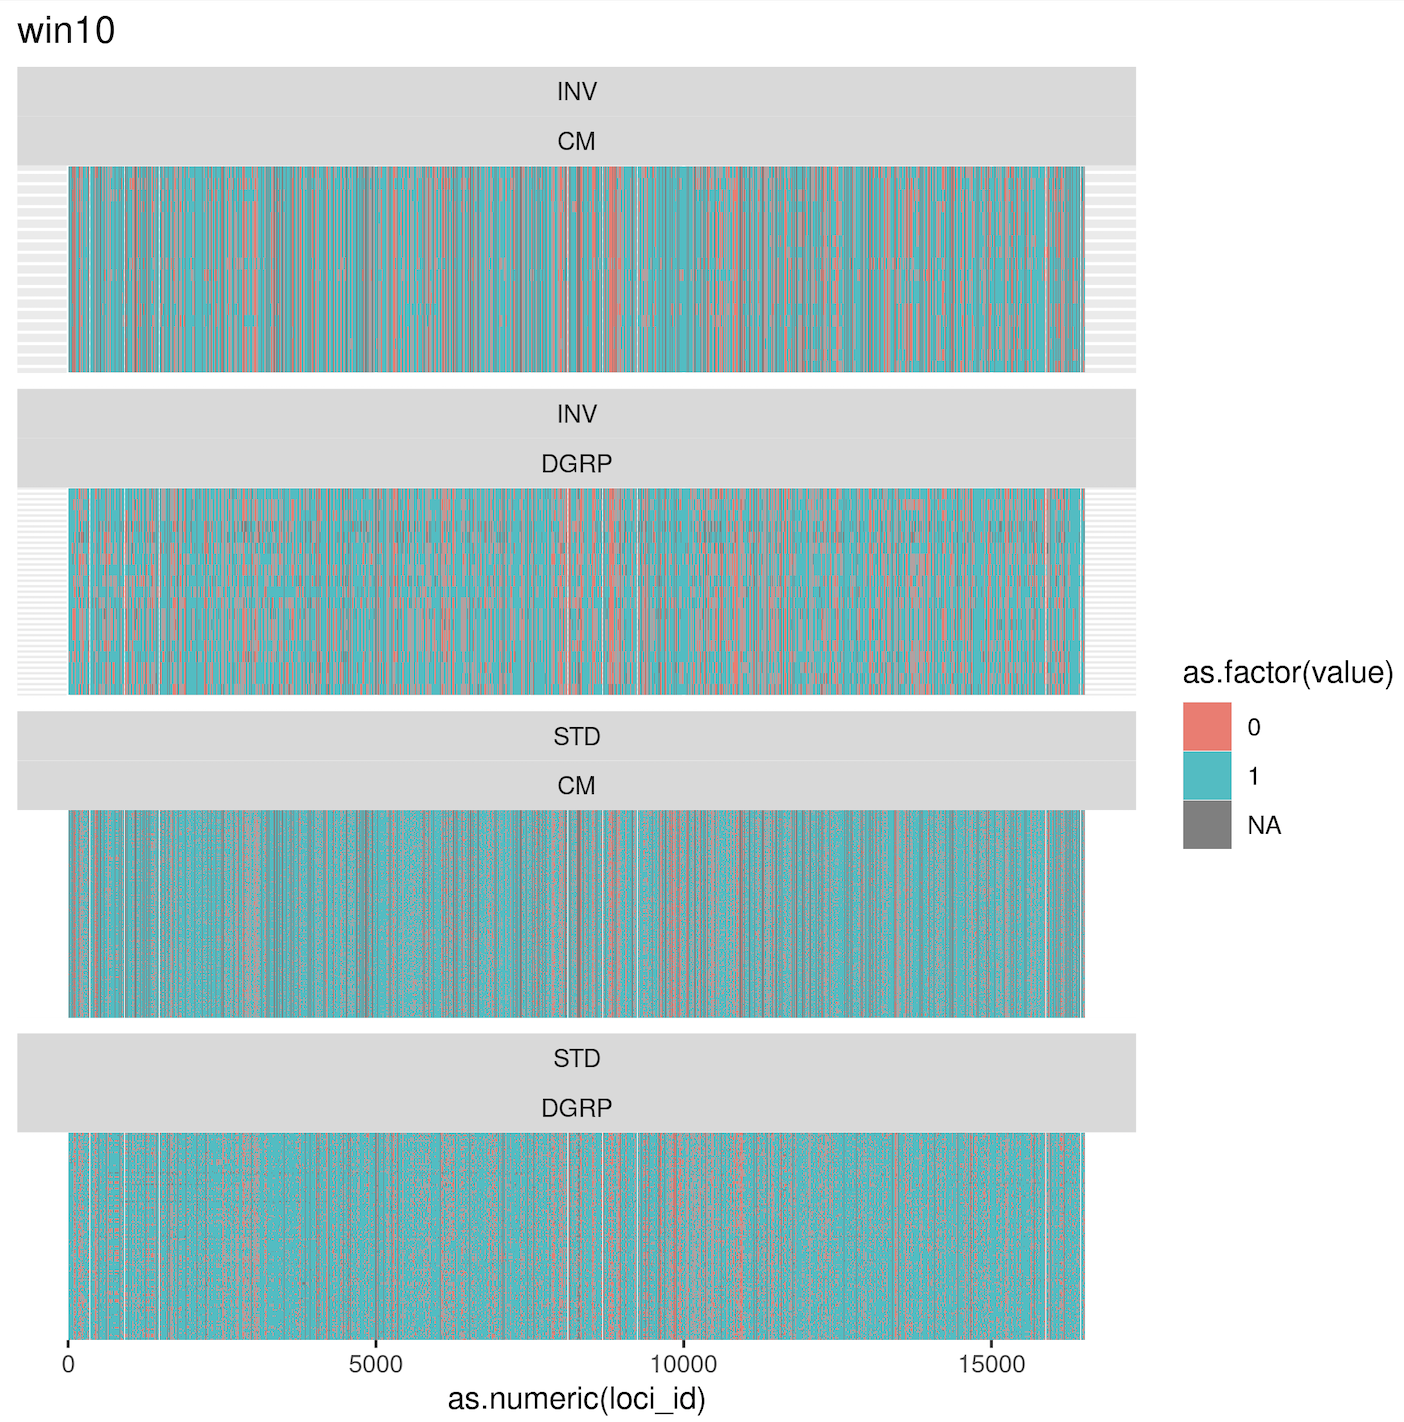 win10
INV
CM
INV
DGRP
STD
CM
STD
DGRP
0 5000 10000 15000
as.numeric(loci_id)
as.factor(value)
0
1
NA